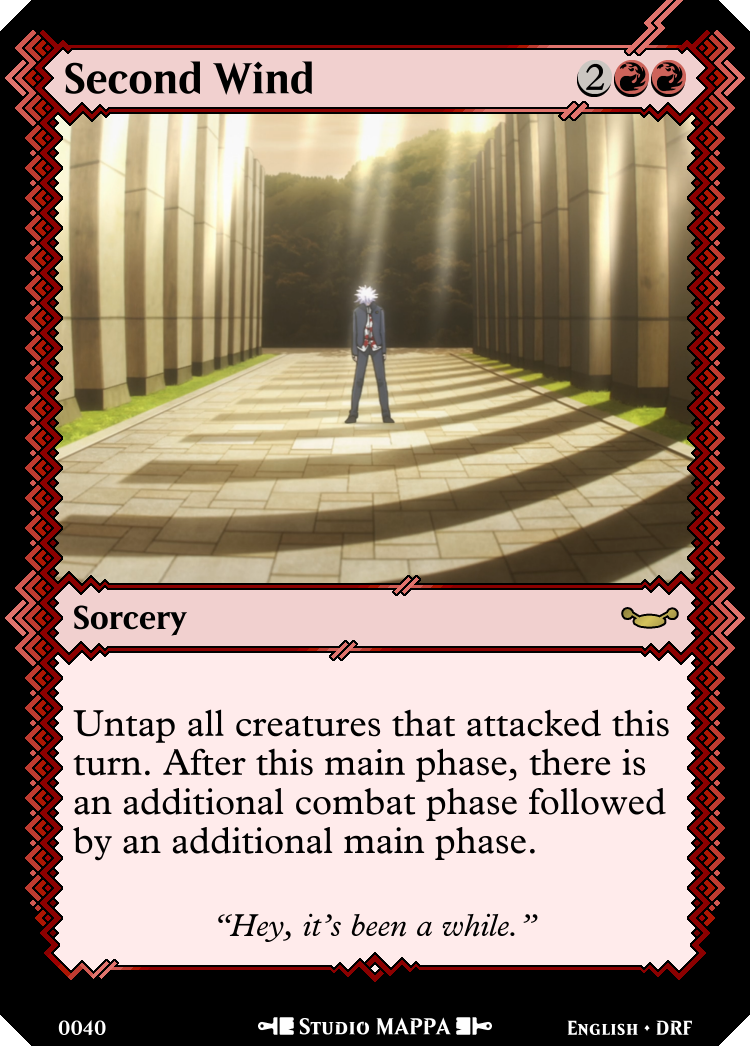 Second Wind 2
Sorcery
Untap all creatures that attacked this
turn. After this main phase, there is
an additional combat phase followed
by an additional main phase.
“Hey, it’s been a while.”
0040 Studio MAPPA English • DRF